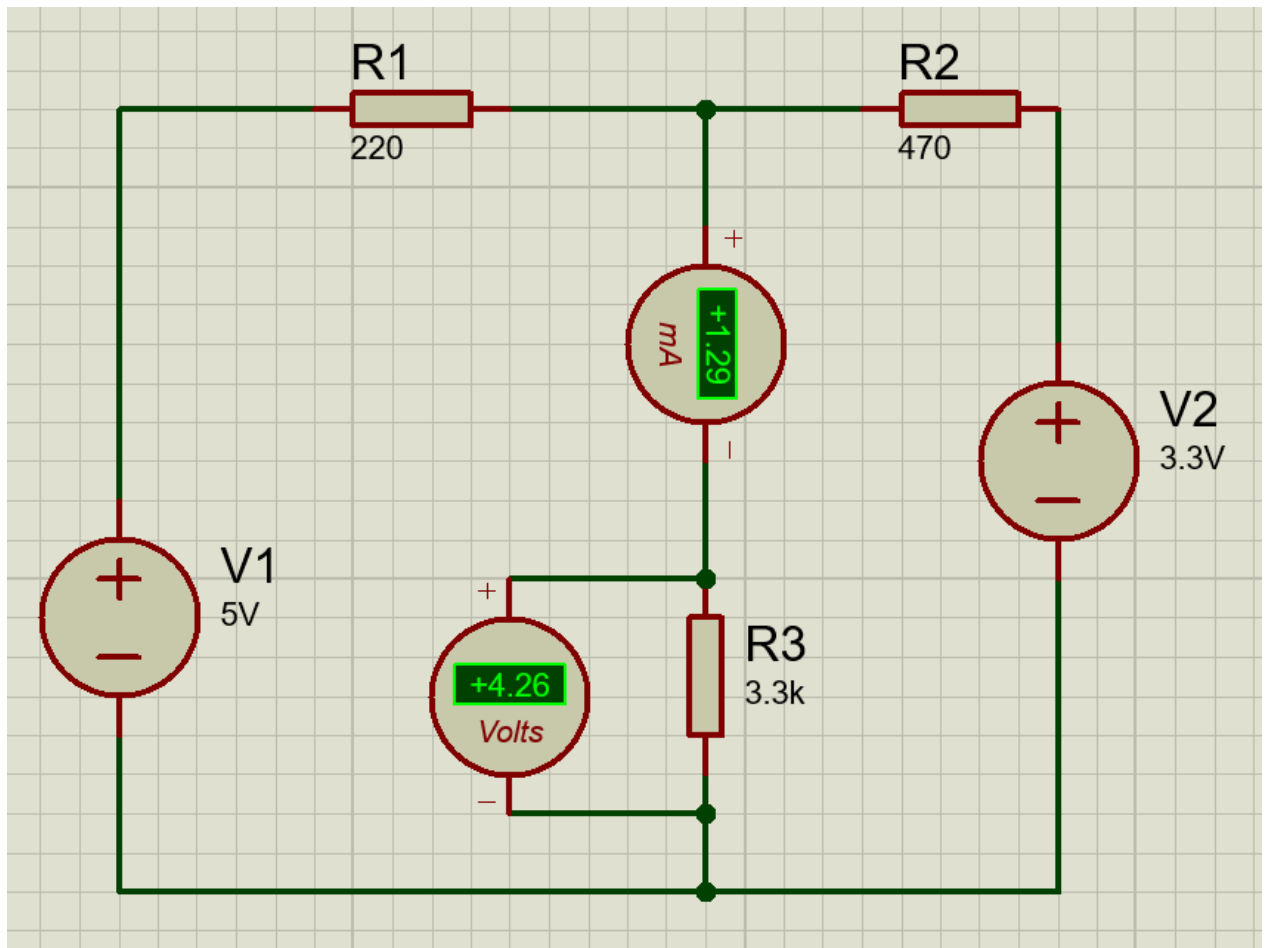 R1
220
R2
470
+
+1.29
mA
−
V2
3.3V
V1
5V
+
+4.26
Volts
−
R3
3.3k